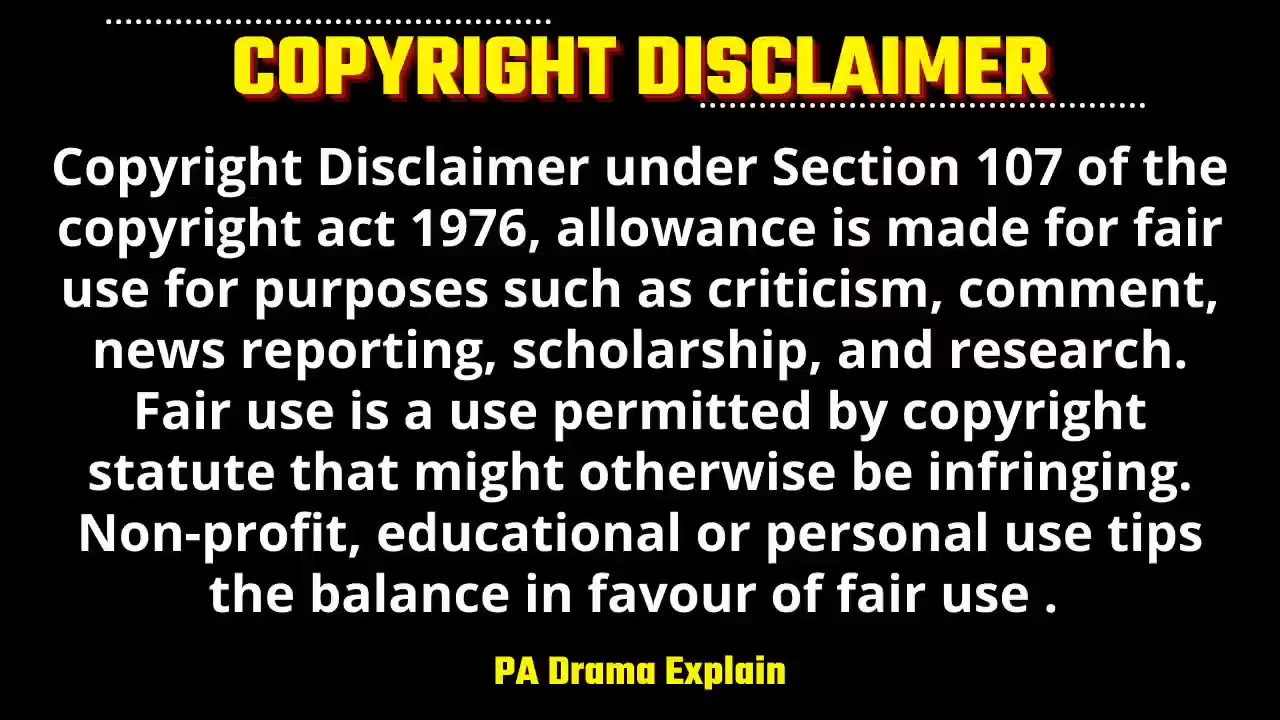 COPYRIGHT DISCLAIMER
Copyright Disclaimer under Section 107 of the
copyright act 1976, allowance is made for fair
use for purposes such as criticism, comment,
news reporting, scholarship, and research.
Fair use is a use permitted by copyright
statute that might otherwise be infringing.
Non-profit, educational or personal use tips
the balance in favour of fair use .
PA Drama Explain